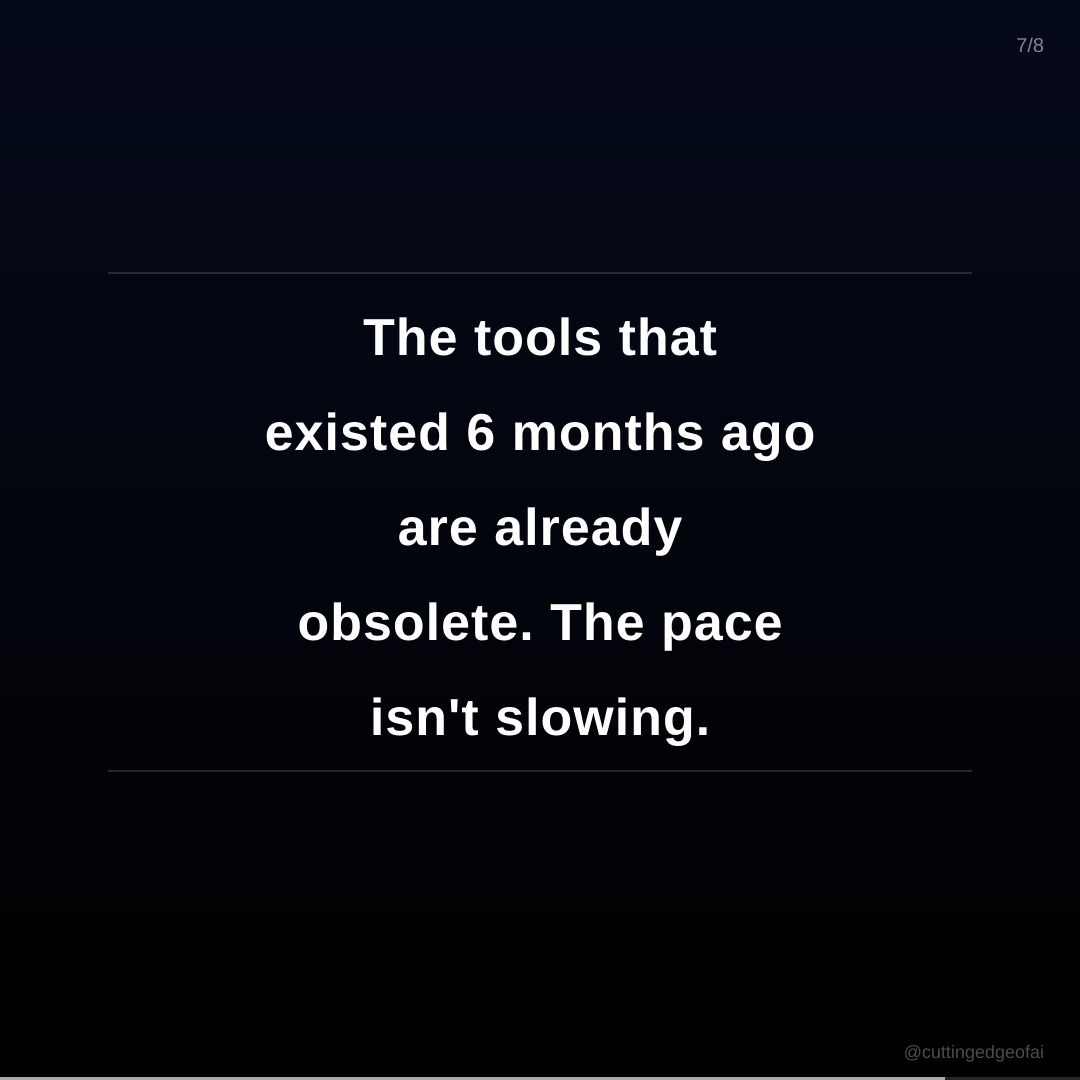 7/8
The tools that
existed 6 months ago
are already
obsolete. The pace
isn't slowing.
@cuttingedgeofai